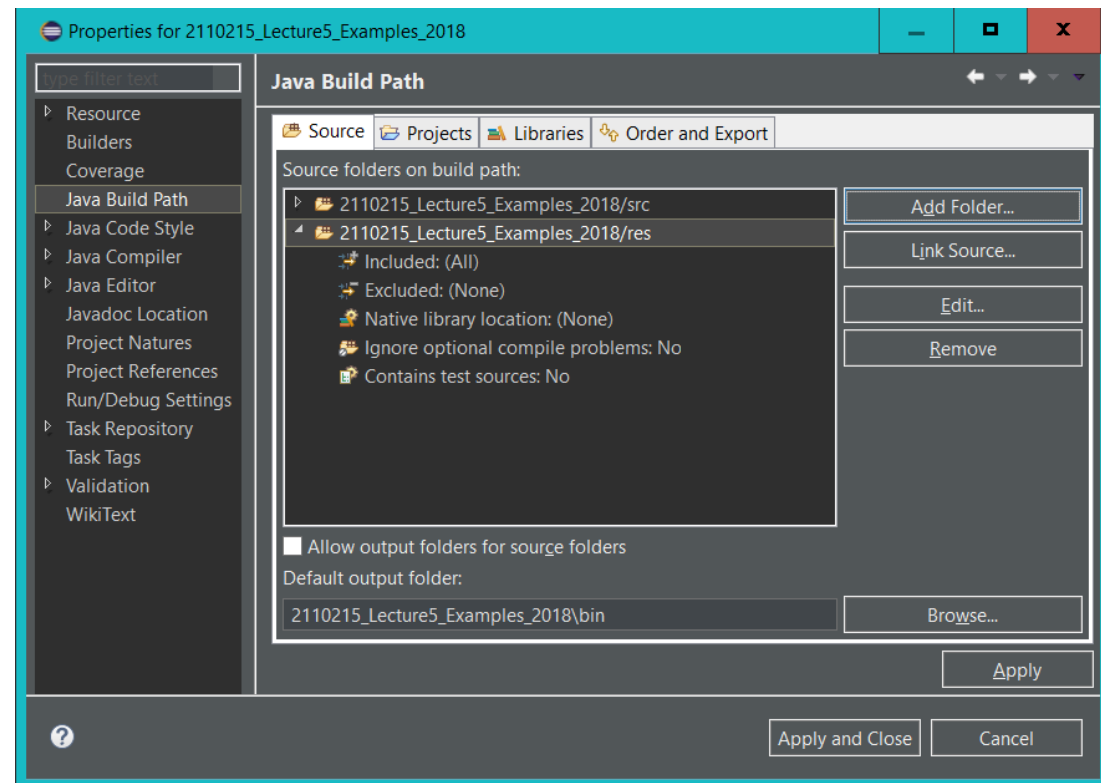 Properties for 2110215_Lecture5_Examples_2018
type filter text
Resource
Builders
Coverage
Java Build Path
Java Code Style
Java Compiler
Java Editor
Javadoc Location
Project Natures
Project References
Run/Debug Settings
Task Repository
Task Tags
Validation
WikiText
Java Build Path
Source Projects Libraries Order and Export
Source folders on build path:
2110215_Lecture5_Examples_2018/src
2110215_Lecture5_Examples_2018/res
Included: (All)
Excluded: (None)
Native library location: (None)
Ignore optional compile problems: No
Contains test sources: No
Add Folder...
Link Source...
Edit...
Remove
Allow output folders for source folders
Default output folder:
2110215_Lecture5_Examples_2018\bin
Browse...
Apply
Apply and Close Cancel